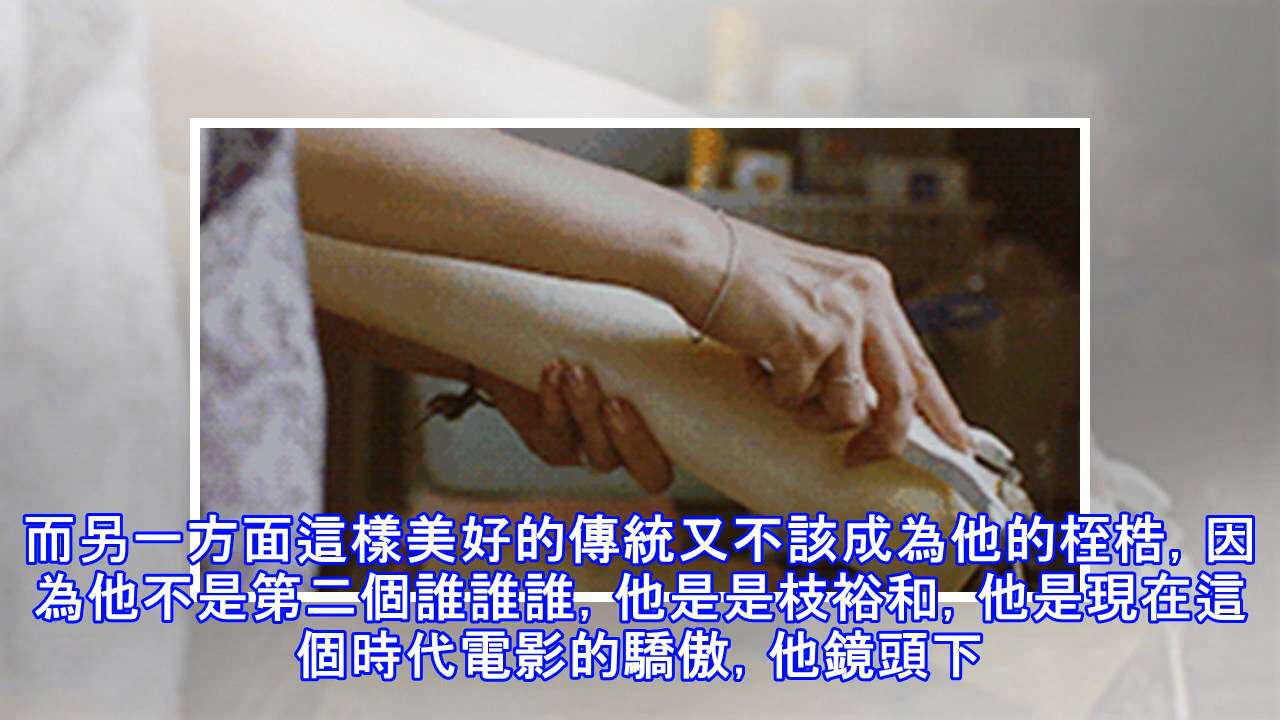 而另一方面這樣美好的傳統又不該成為他的桎梏, 因
為他不是第二個誰誰誰, 他是是枝裕和, 他是現在這
個時代電影的驕傲, 他鏡頭下